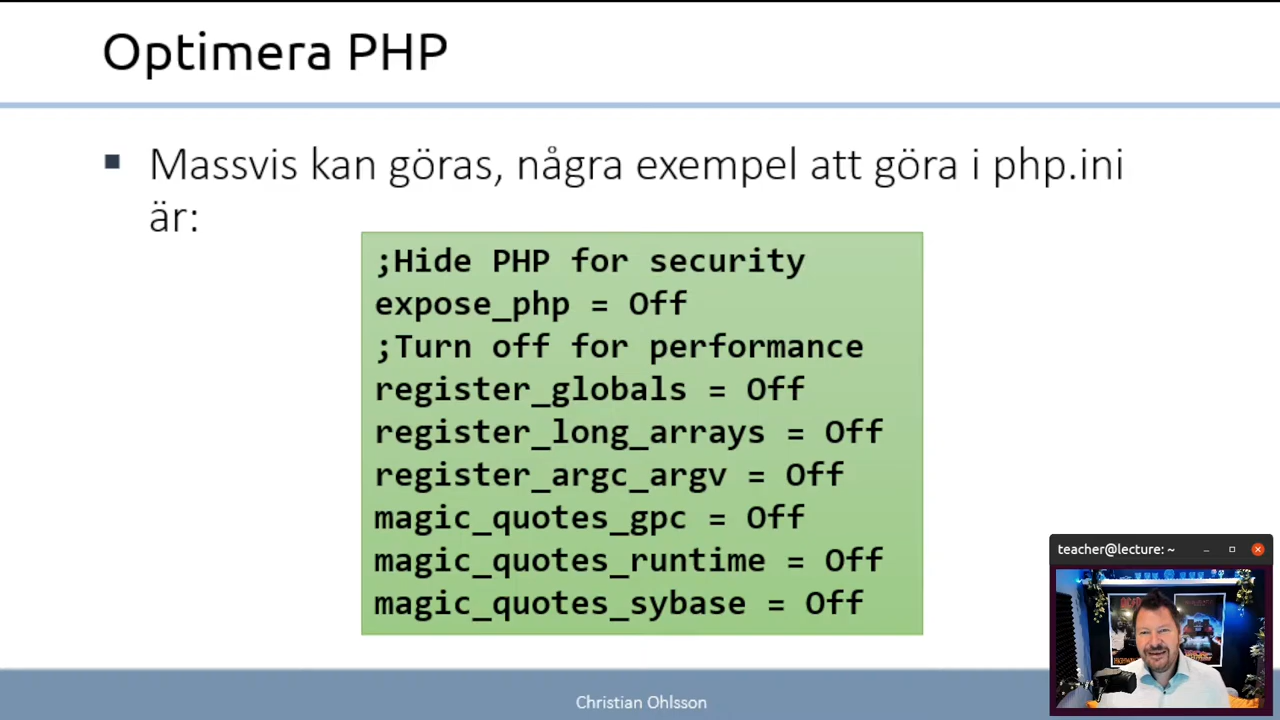 Optimera PHP
▪ Massvis kan göras, några exempel att göra i php.ini
är:
;Hide PHP for security
expose_php = Off
;Turn off for performance
register_globals = Off
register_long_arrays = Off
register_argc_argv = Off
magic_quotes_gpc = Off
magic_quotes_runtime = Off
magic_quotes_sybase = Off
teacher@lecture: ~
Christian Ohlsson